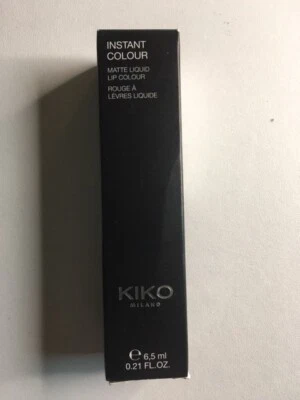 INSTANT
COLOUR
MATTE LIQUID
LIP COLOUR
ROUGE À
LÈVRES LIQUIDE
KIKO
MILANO
℮ 6,5 ml
0.21 FL.OZ.